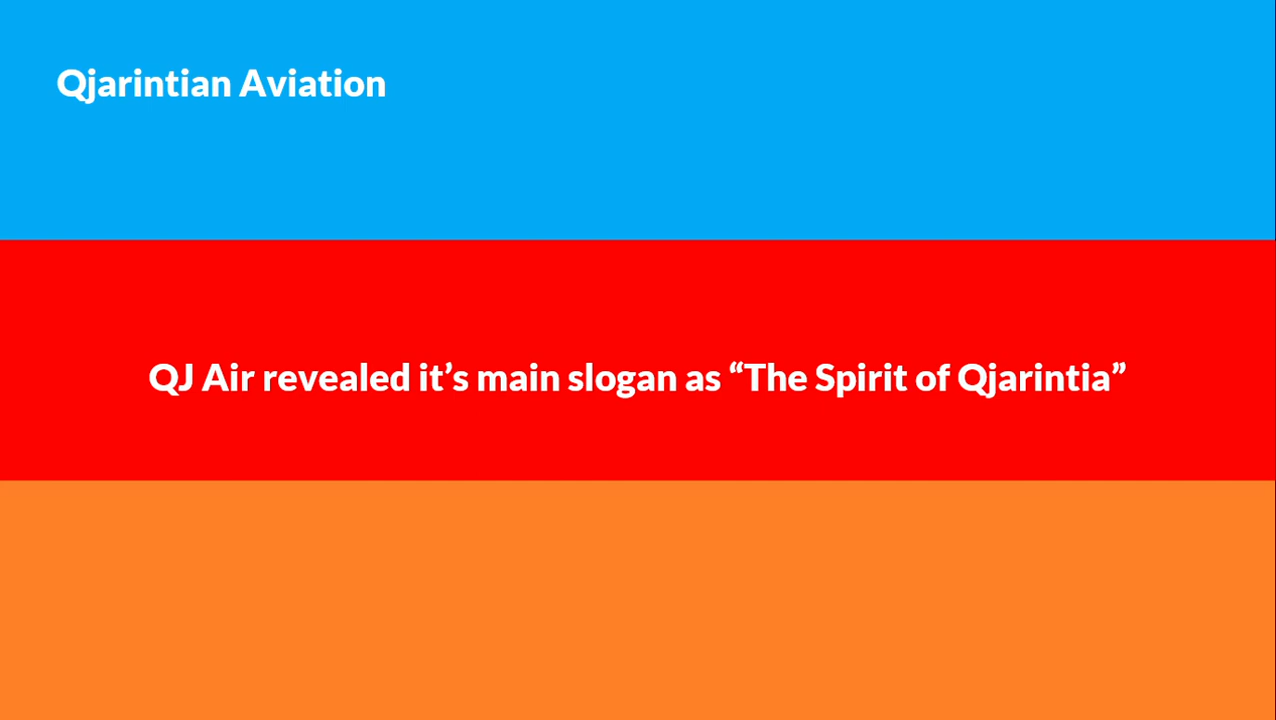 Qjarintian Aviation
QJ Air revealed it’s main slogan as “The Spirit of Qjarintia”